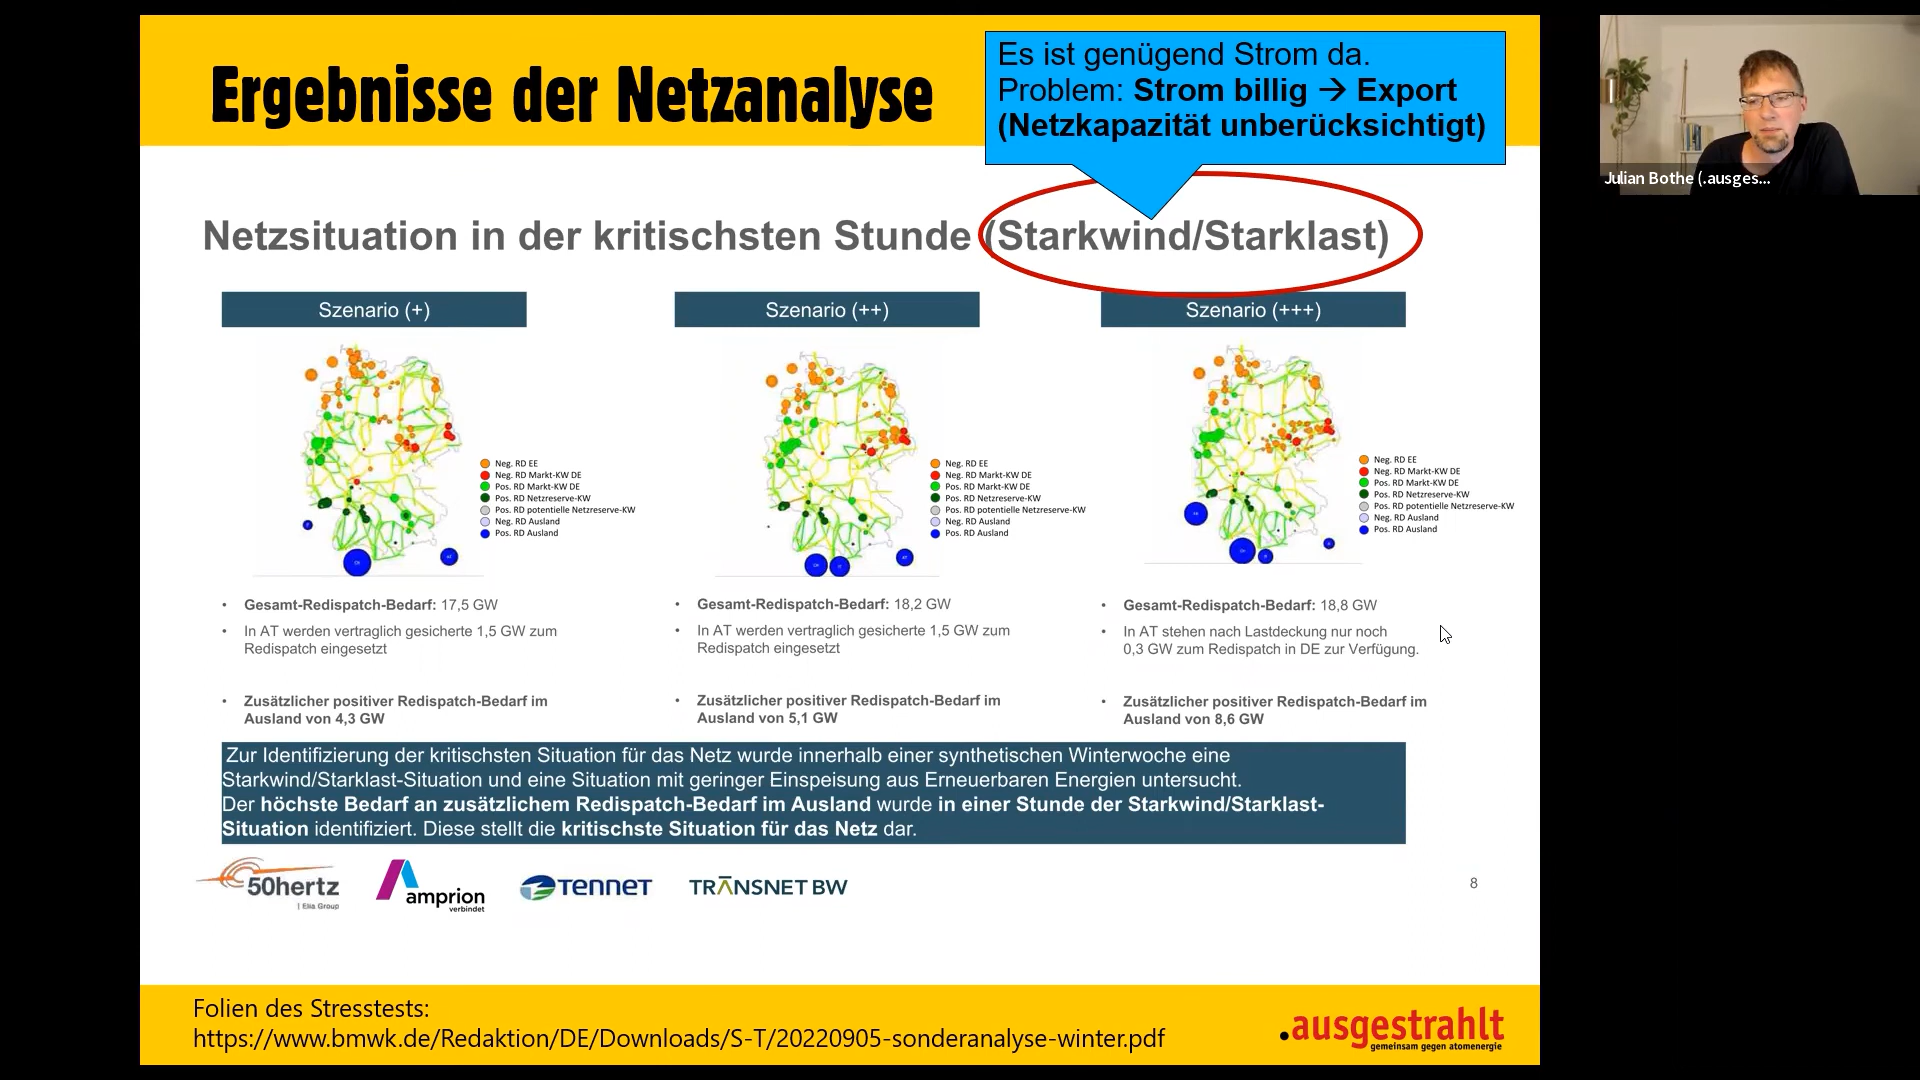 Ergebnisse der Netzanalyse
Es ist genügend Strom da.
Problem: Strom billig → Export
(Netzkapazität unberücksichtigt)
Julian Bothe (.ausges...
Netzsituation in der kritischsten Stunde (Starkwind/Starklast)
Szenario (+)
Neg. RD EE
Neg. RD Markt-KW DE
Pos. RD Markt-KW DE
Pos. RD Netzreserve-KW
Pos. RD potentielle Netzreserve-KW
Neg. RD Ausland
Pos. RD Ausland
• Gesamt-Redispatch-Bedarf: 17,5 GW
• In AT werden vertraglich gesicherte 1,5 GW zum
Redispatch eingesetzt
• Zusätzlicher positiver Redispatch-Bedarf im
Ausland von 4,3 GW
Szenario (++)
Neg. RD EE
Neg. RD Markt-KW DE
Pos. RD Markt-KW DE
Pos. RD Netzreserve-KW
Pos. RD potentielle Netzreserve-KW
Neg. RD Ausland
Pos. RD Ausland
• Gesamt-Redispatch-Bedarf: 18,2 GW
• In AT werden vertraglich gesicherte 1,5 GW zum
Redispatch eingesetzt
• Zusätzlicher positiver Redispatch-Bedarf im
Ausland von 5,1 GW
Szenario (+++)
Neg. RD EE
Neg. RD Markt-KW DE
Pos. RD Markt-KW DE
Pos. RD Netzreserve-KW
Pos. RD potentielle Netzreserve-KW
Neg. RD Ausland
Pos. RD Ausland
• Gesamt-Redispatch-Bedarf: 18,8 GW
• In AT stehen nach Lastdeckung nur noch
0,3 GW zum Redispatch in DE zur Verfügung.
• Zusätzlicher positiver Redispatch-Bedarf im
Ausland von 8,6 GW
Zur Identifizierung der kritischsten Situation für das Netz wurde innerhalb einer synthetischen Winterwoche eine
Starkwind/Starklast-Situation und eine Situation mit geringer Einspeisung aus Erneuerbaren Energien untersucht.
Der höchste Bedarf an zusätzlichem Redispatch-Bedarf im Ausland wurde in einer Stunde der Starkwind/Starklast-
Situation identifiziert. Diese stellt die kritischste Situation für das Netz dar.
50hertz
Elia Group
amprion
verbindet
TENNET
TRANSNET BW
8
Folien des Stresstests:
https://www.bmwk.de/Redaktion/DE/Downloads/S-T/20220905-sonderanalyse-winter.pdf
.ausgestrahlt
gemeinsam gegen atomenergie